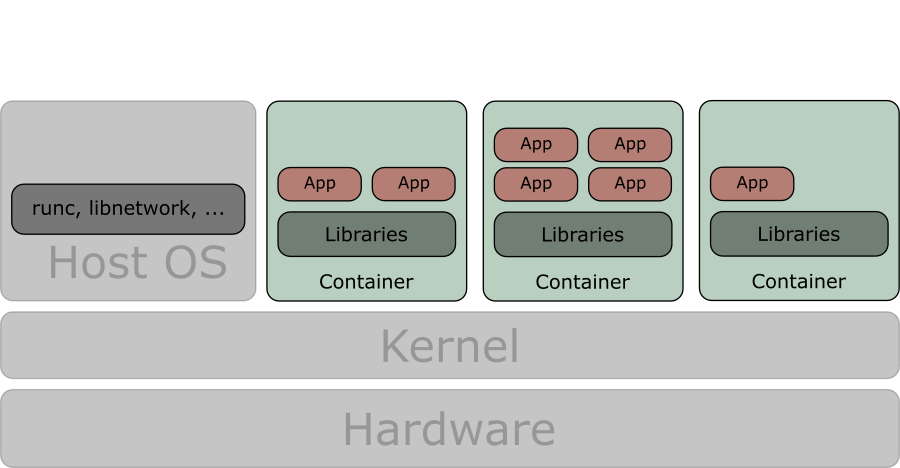 runc, libnetwork, ...
Host OS
App App
Libraries
Container
App App
App App
Libraries
Container
App
Libraries
Container
Kernel
Hardware